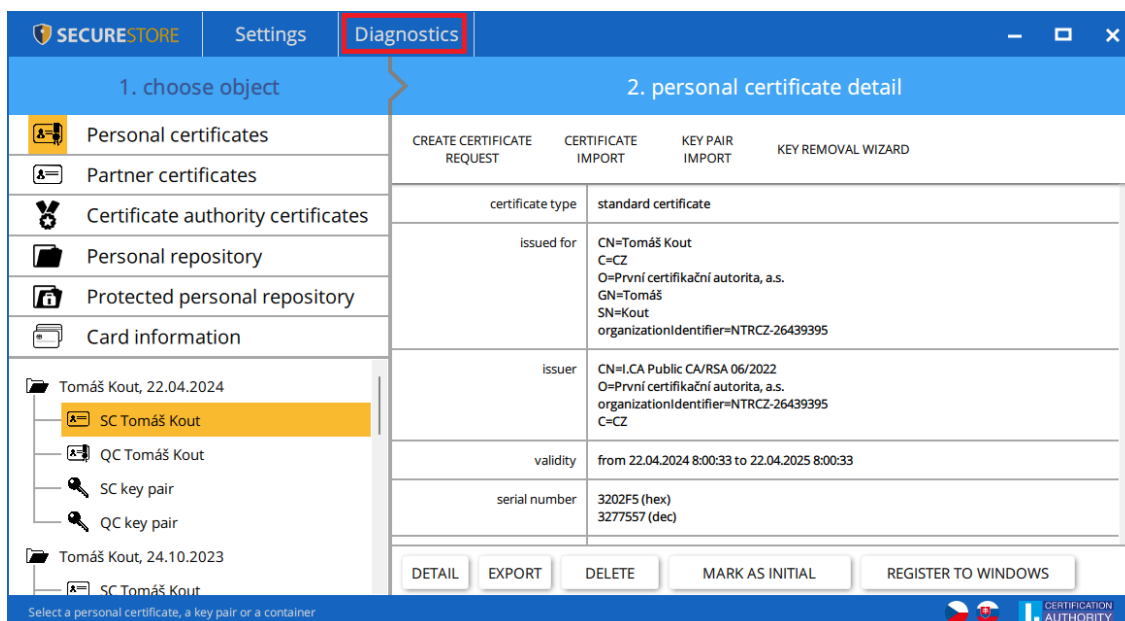 SECURESTORE
Settings
Diagnostics
1. choose object
2. personal certificate detail
Personal certificates
Partner certificates
Certificate authority certificates
Personal repository
Protected personal repository
Card information
Tomáš Kout, 22.04.2024
SC Tomáš Kout
QC Tomáš Kout
SC key pair
QC key pair
Tomáš Kout, 24.10.2023
SC Tomáš Kout
CREATE CERTIFICATE
REQUEST
CERTIFICATE
IMPORT
KEY PAIR
IMPORT
KEY REMOVAL WIZARD
certificate type
standard certificate
issued for
CN=Tomáš Kout
C=CZ
O=První certifikační autorita, a.s.
GN=Tomáš
SN=Kout
organizationIdentifier=NTRCZ-26439395
issuer
CN=I.CA Public CA/RSA 06/2022
O=První certifikační autorita, a.s.
organizationIdentifier=NTRCZ-26439395
C=CZ
validity
from 22.04.2024 8:00:33 to 22.04.2025 8:00:33
serial number
3202F5 (hex)
3277557 (dec)
DETAIL
EXPORT
DELETE
MARK AS INITIAL
REGISTER TO WINDOWS
Select a personal certificate, a key pair or a container
CERTIFICATION
AUTHORITY